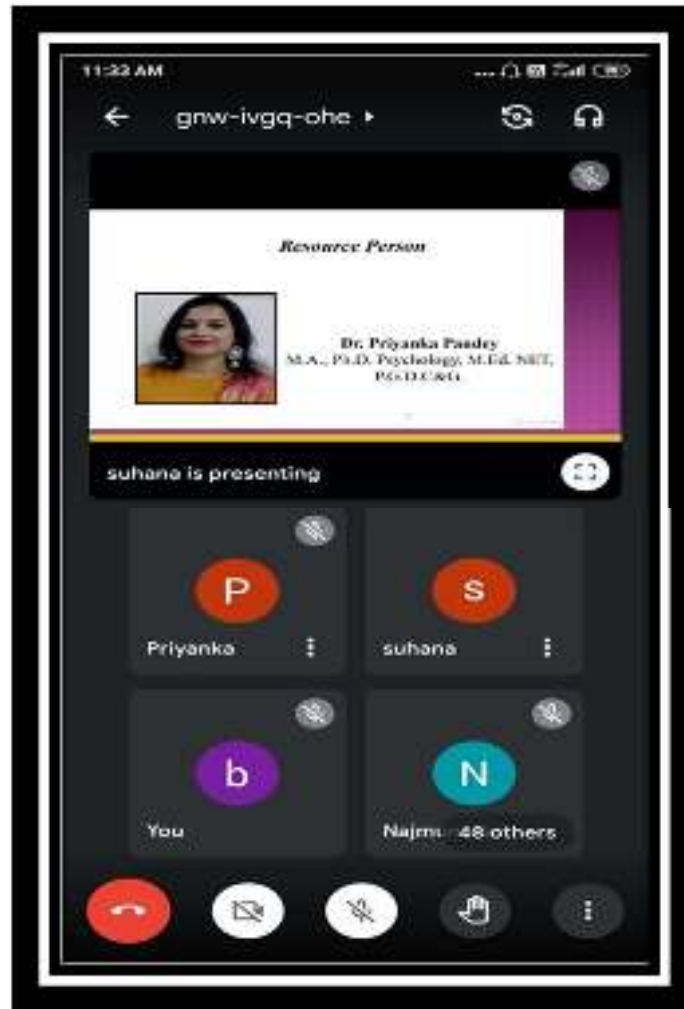 11:33 AM
gnw-ivgq-ohe
Resource Person
Dr. Priyanka Pandey
M.A., Ph.D. Psychology, M.Ed. NET,
P.G.D.C&G
suhana is presenting
P
s
Priyanka
suhana
b
N
You
48 others